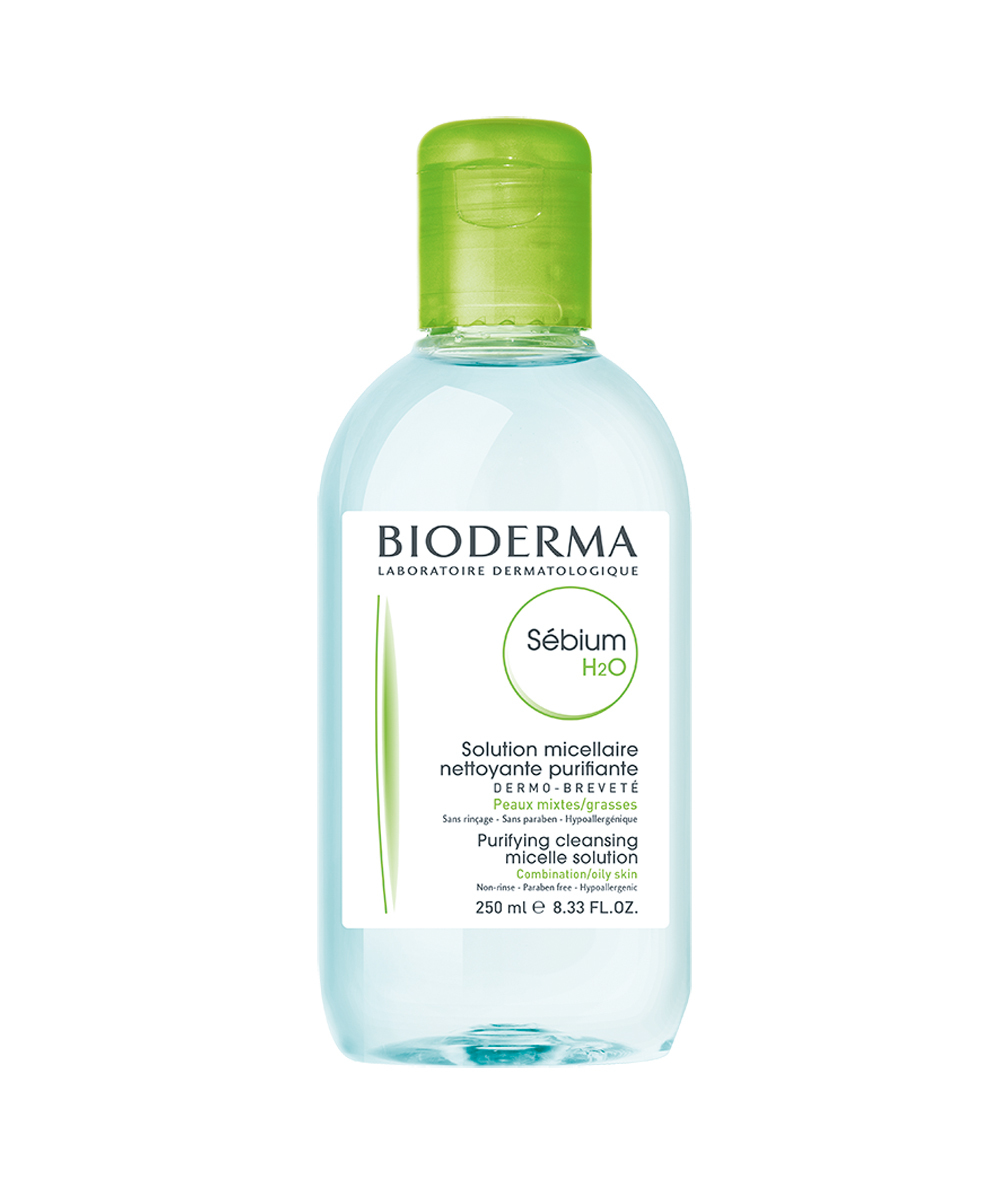 BIODERMA
LABORATOIRE DERMATOLOGIQUE
Sébium
H2O
Solution micellaire
nettoyante purifiante
DERMO-BREVETÉ
Peaux mixtes/grasses
Sans rinçage - Sans paraben - Hypoallergénique
Purifying cleansing
micelle solution
Combination/oily skin
Non-rinse - Paraben free - Hypoallergenic
250 ml ℮ 8.33 FL.OZ.